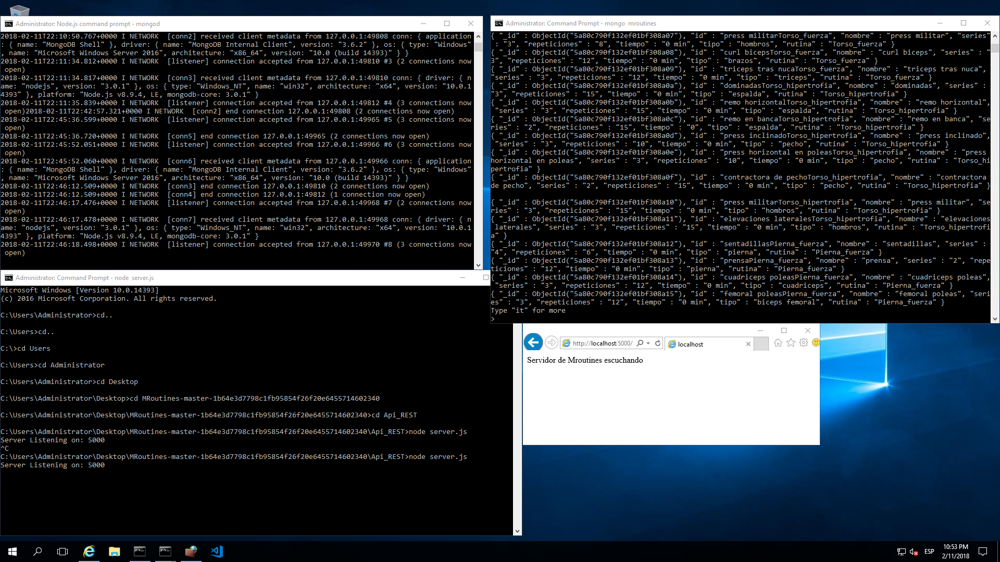 Administrator: Node.js command prompt - mongod
2018-02-11T22:10:50.767+0000 I NETWORK  [conn2] received client metadata from 127.0.0.1:49808 conn: { application
: { name: "MongoDB Shell" }, driver: { name: "MongoDB Internal Client", version: "3.6.2" }, os: { type: "Windows"
, name: "Microsoft Windows Server 2016", architecture: "x86_64", version: "10.0 (build 14393)" } }
2018-02-11T22:11:34.812+0000 I NETWORK  [listener] connection accepted from 127.0.0.1:49810 #3 (2 connections now
 open)
2018-02-11T22:11:34.817+0000 I NETWORK  [conn3] received client metadata from 127.0.0.1:49810 conn: { driver: { n
ame: "nodejs", version: "3.0.1" }, os: { type: "Windows_NT", name: "win32", architecture: "x64", version: "10.0.1
4393" }, platform: "Node.js v8.9.4, LE, mongodb-core: 3.0.1" }
2018-02-11T22:11:35.839+0000 I NETWORK  [listener] connection accepted from 127.0.0.1:49812 #4 (3 connections now
 open)2018-02-11T22:42:57.321+0000 I NETWORK  [conn2] end connection 127.0.0.1:49808 (2 connections now open)
2018-02-11T22:45:36.599+0000 I NETWORK  [listener] connection accepted from 127.0.0.1:49965 #5 (3 connections now
 open)
2018-02-11T22:45:36.720+0000 I NETWORK  [conn5] end connection 127.0.0.1:49965 (2 connections now open)
2018-02-11T22:45:52.051+0000 I NETWORK  [listener] connection accepted from 127.0.0.1:49966 #6 (3 connections now
 open)
2018-02-11T22:45:52.060+0000 I NETWORK  [conn6] received client metadata from 127.0.0.1:49966 conn: { application
: { name: "MongoDB Shell" }, driver: { name: "MongoDB Internal Client", version: "3.6.2" }, os: { type: "Windows"
, name: "Microsoft Windows Server 2016", architecture: "x86_64", version: "10.0 (build 14393)" } }
2018-02-11T22:46:12.509+0000 I NETWORK  [conn3] end connection 127.0.0.1:49810 (2 connections now open)
2018-02-11T22:46:12.509+0000 I NETWORK  [conn4] end connection 127.0.0.1:49812 (1 connection now open)
2018-02-11T22:46:17.476+0000 I NETWORK  [listener] connection accepted from 127.0.0.1:49968 #7 (2 connections now
 open)
2018-02-11T22:46:17.478+0000 I NETWORK  [conn7] received client metadata from 127.0.0.1:49968 conn: { driver: { n
ame: "nodejs", version: "3.0.1" }, os: { type: "Windows_NT", name: "win32", architecture: "x64", version: "10.0.1
4393" }, platform: "Node.js v8.9.4, LE, mongodb-core: 3.0.1" }
2018-02-11T22:46:18.498+0000 I NETWORK  [listener] connection accepted from 127.0.0.1:49970 #8 (3 connections now
 open)
Administrator: Command Prompt - mongo  mroutines
{ "_id" : ObjectId("5a80c790f132ef01bf308a07"), "id" : "press militarTorso_fuerza", "nombre" : "press militar", "series"
 : "3", "repeticiones" : "8", "tiempo" : "0 min", "tipo" : "hombros", "rutina" : "Torso_fuerza" }
{ "_id" : ObjectId("5a80c790f132ef01bf308a08"), "id" : "curl bicepsTorso_fuerza", "nombre" : "curl biceps", "series" : "
3", "repeticiones" : "12", "tiempo" : "0 min", "tipo" : "brazos", "rutina" : "Torso_fuerza" }
{ "_id" : ObjectId("5a80c790f132ef01bf308a09"), "id" : "triceps tras nucaTorso_fuerza", "nombre" : "triceps tras nuca",
"series" : "3", "repeticiones" : "12", "tiempo" : "0 min", "tipo" : "triceps", "rutina" : "Torso_fuerza" }
{ "_id" : ObjectId("5a80c790f132ef01bf308a0a"), "id" : "dominadasTorso_hipertrofia", "nombre" : "dominadas", "series" :
"3", "repeticiones" : "15", "tiempo" : "0 min", "tipo" : "espalda", "rutina" : "Torso_hipertrofia" }
{ "_id" : ObjectId("5a80c790f132ef01bf308a0b"), "id" : "remo horizontalTorso_hipertrofia", "nombre" : "remo horizontal",
 "series" : "3", "repeticiones" : "15", "tiempo" : "0 min", "tipo" : "espalda", "rutina" : "Torso_hipertrofia" }
{ "_id" : ObjectId("5a80c790f132ef01bf308a0c"), "id" : "remo en bancaTorso_hipertrofia", "nombre" : "remo en banca", "se
ries" : "2", "repeticiones" : "15", "tiempo" : "0", "tipo" : "espalda", "rutina" : "Torso_hipertrofia" }
{ "_id" : ObjectId("5a80c790f132ef01bf308a0d"), "id" : "press inclinadoTorso_hipertrofia", "nombre" : "press inclinado",
 "series" : "3", "repeticiones" : "10", "tiempo" : "0 min", "tipo" : "pecho", "rutina" : "Torso_hipertrofia" }
{ "_id" : ObjectId("5a80c790f132ef01bf308a0e"), "id" : "press horizontal en poleasTorso_hipertrofia", "nombre" : "press
horizontal en poleas", "series" : "3", "repeticiones" : "10", "tiempo" : "0 min", "tipo" : "pecho", "rutina" : "Torso_hi
pertrofia" }
{ "_id" : ObjectId("5a80c790f132ef01bf308a0f"), "id" : "contractora de pechoTorso_hipertrofia", "nombre" : "contractora
de pecho", "series" : "2", "repeticiones" : "15", "tiempo" : "0 min", "tipo" : "pecho", "rutina" : "Torso_hipertrofia" }
{ "_id" : ObjectId("5a80c790f132ef01bf308a10"), "id" : "press militarTorso_hipertrofia", "nombre" : "press militar", "se
ries" : "3", "repeticiones" : "15", "tiempo" : "0 min", "tipo" : "hombros", "rutina" : "Torso_hipertrofia" }
{ "_id" : ObjectId("5a80c790f132ef01bf308a11"), "id" : "elevaciones lateralesTorso_hipertrofia", "nombre" : "elevaciones
 laterales", "series" : "3", "repeticiones" : "15", "tiempo" : "0 min", "tipo" : "hombros", "rutina" : "Torso_hipertrofi
a" }
{ "_id" : ObjectId("5a80c790f132ef01bf308a12"), "id" : "sentadillasPierna_fuerza", "nombre" : "sentadillas", "series" :
"4", "repeticiones" : "6", "tiempo" : "0 min", "tipo" : "pierna", "rutina" : "Pierna_fuerza" }
{ "_id" : ObjectId("5a80c790f132ef01bf308a13"), "id" : "prensaPierna_fuerza", "nombre" : "prensa", "series" : "2", "repe
ticiones" : "12", "tiempo" : "0 min", "tipo" : "pierna", "rutina" : "Pierna_fuerza" }
{ "_id" : ObjectId("5a80c790f132ef01bf308a14"), "id" : "cuadriceps poleasPierna_fuerza", "nombre" : "cuadriceps poleas",
 "series" : "3", "repeticiones" : "12", "tiempo" : "0 min", "tipo" : "cuadriceps", "rutina" : "Pierna_fuerza" }
{ "_id" : ObjectId("5a80c790f132ef01bf308a15"), "id" : "femoral poleasPierna_fuerza", "nombre" : "femoral poleas", "seri
es" : "3", "repeticiones" : "12", "tiempo" : "0 min", "tipo" : "biceps femoral", "rutina" : "Pierna_fuerza" }
Type "it" for more
>
Administrator: Command Prompt - node  server.js
Microsoft Windows [Version 10.0.14393]
(c) 2016 Microsoft Corporation. All rights reserved.
C:\Users\Administrator>cd..
C:\Users>cd..
C:\>cd Users
C:\Users>cd Administrator
C:\Users\Administrator>cd Desktop
C:\Users\Administrator\Desktop>cd MRoutines-master-1b64e3d7798c1fb95854f26f20e6455714602340
C:\Users\Administrator\Desktop\MRoutines-master-1b64e3d7798c1fb95854f26f20e6455714602340>cd Api_REST
C:\Users\Administrator\Desktop\MRoutines-master-1b64e3d7798c1fb95854f26f20e6455714602340\Api_REST>node server.js
Server Listening on: 5000
^C
C:\Users\Administrator\Desktop\MRoutines-master-1b64e3d7798c1fb95854f26f20e6455714602340\Api_REST>node server.js
Server Listening on: 5000
http://localhost:5000/
localhost
Servidor de Mroutines escuchando
ESP
10:53 PM
2/11/2018